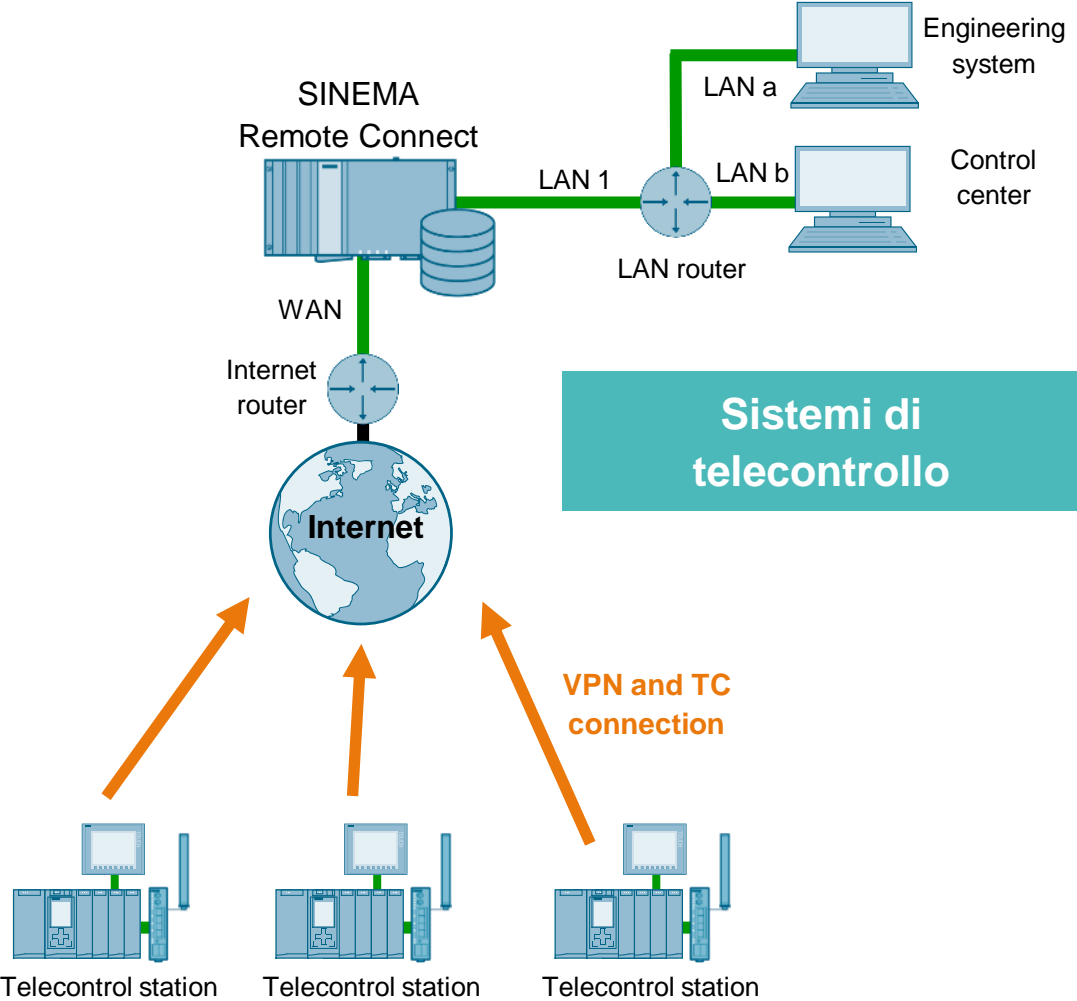 Engineering
system
LAN a
SINEMA
Remote Connect
LAN 1
LAN b
Control
center
LAN router
WAN
Internet
router
Sistemi di
telecontrollo
Internet
VPN and TC
connection
Telecontrol station
Telecontrol station
Telecontrol station